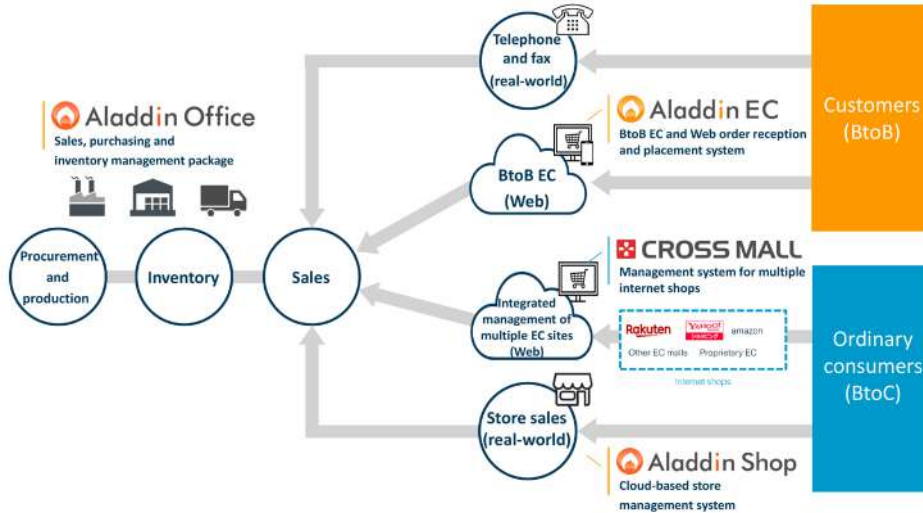 Telephone
and fax
(real-world)
Customers
(BtoB)
Aladdin Office
Sales, purchasing and
inventory management package
Aladdin EC
BtoB EC and Web order reception
and placement system
BtoB EC
(Web)
Procurement
and
production
Inventory
Sales
CROSS MALL
Management system for multiple
internet shops
Integrated
management of
multiple EC sites
(Web)
Rakuten
YAHOO!
JAPAN
amazon
Other EC malls
Proprietary EC
Internet shops
Ordinary
consumers
(BtoC)
Store sales
(real-world)
Aladdin Shop
Cloud-based store
management system